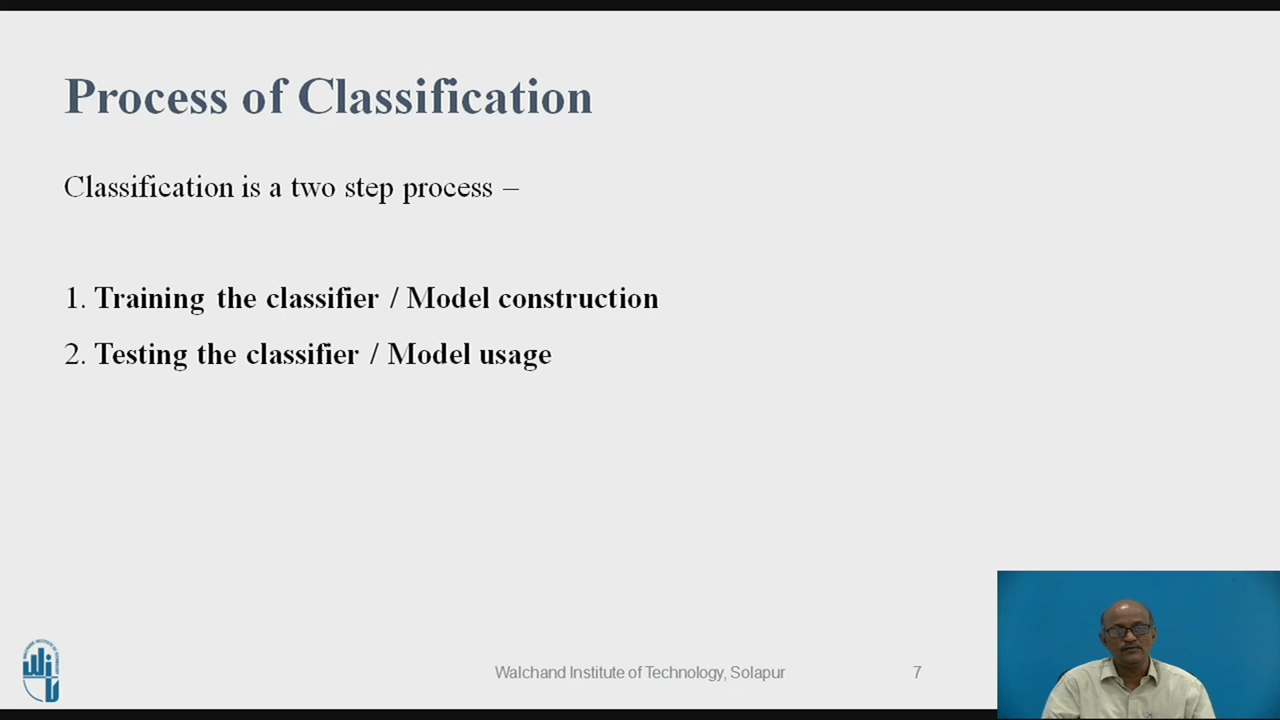 Process of Classification
Classification is a two step process –
1. Training the classifier / Model construction
2. Testing the classifier / Model usage
Walchand Institute of Technology, Solapur
7